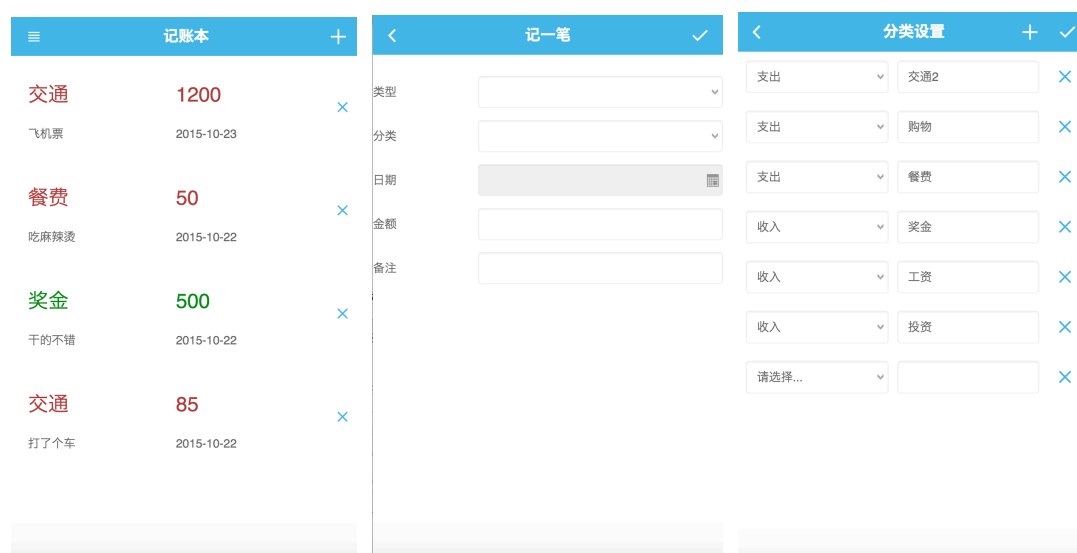 记账本
交通 1200
飞机票 2015-10-23
餐费 50
吃麻辣烫 2015-10-22
奖金 500
干的不错 2015-10-22
交通 85
打了个车 2015-10-22
记一笔
类型
分类
日期
金额
备注
分类设置
支出 交通2
支出 购物
支出 餐费
收入 奖金
收入 工资
收入 投资
请选择...